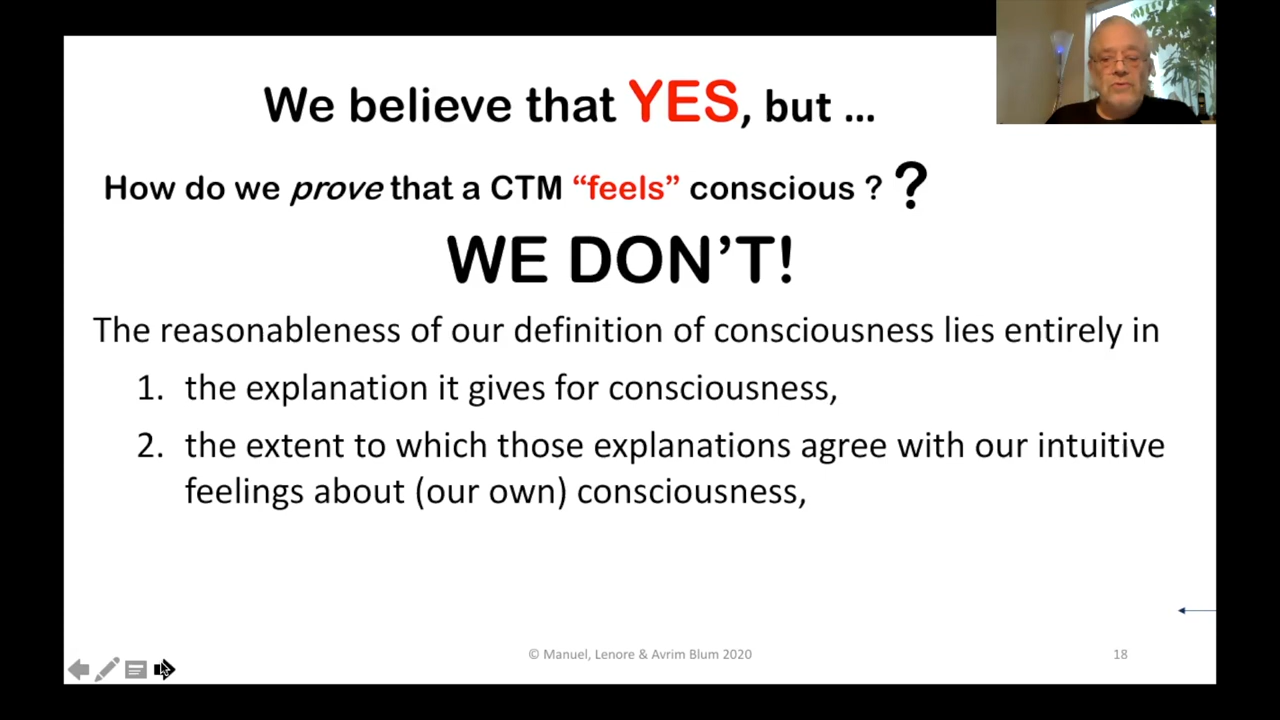 We believe that YES, but ...
How do we prove that a CTM “feels” conscious ? ?
WE DON’T!
The reasonableness of our definition of consciousness lies entirely in
1. the explanation it gives for consciousness,
2. the extent to which those explanations agree with our intuitive
feelings about (our own) consciousness,
© Manuel, Lenore & Avrim Blum 2020
18